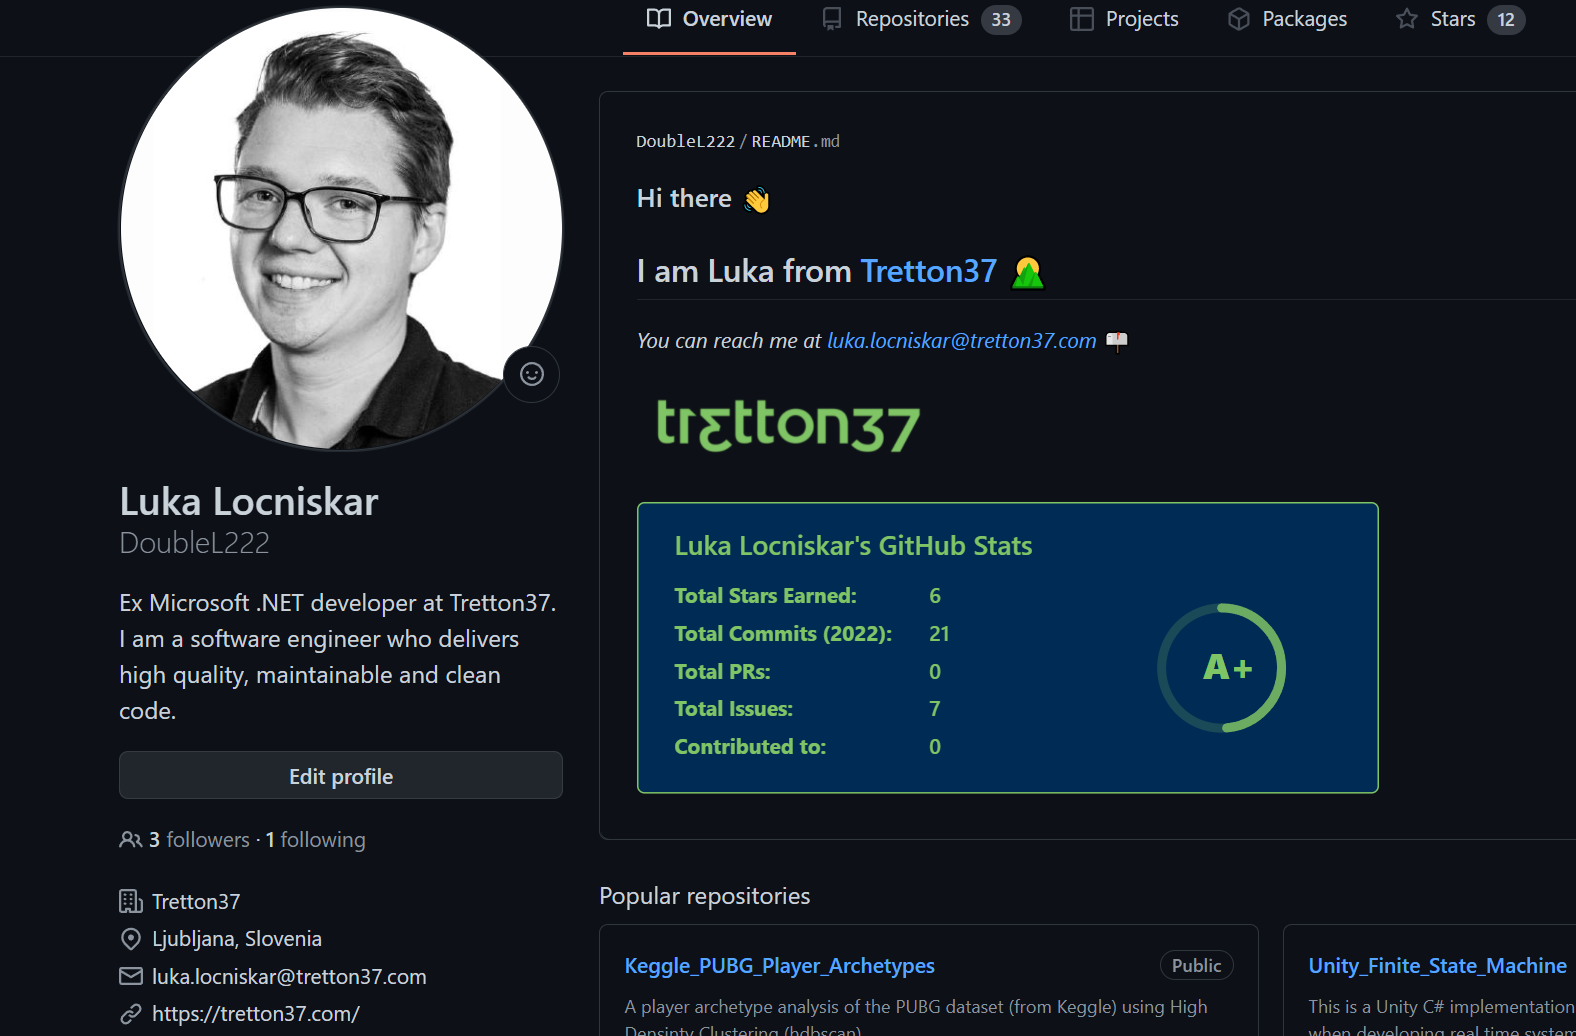 Overview Repositories 33 Projects Packages Stars 12
DoubleL222 / README.md
Hi there 👋
I am Luka from Tretton37
You can reach me at luka.locniskar@tretton37.com
tretton37
Luka Locniskar
DoubleL222
Ex Microsoft .NET developer at Tretton37.
I am a software engineer who delivers
high quality, maintainable and clean
code.
Edit profile
3 followers · 1 following
Tretton37
Ljubljana, Slovenia
luka.locniskar@tretton37.com
https://tretton37.com/
Luka Locniskar's GitHub Stats
Total Stars Earned: 6
Total Commits (2022): 21
Total PRs: 0
Total Issues: 7
Contributed to: 0
A+
Popular repositories
Keggle_PUBG_Player_Archetypes Public
A player archetype analysis of the PUBG dataset (from Keggle) using High
Densinty Clustering (hdbscan)
Unity_Finite_State_Machine
This is a Unity C# implementation
when developing real time system